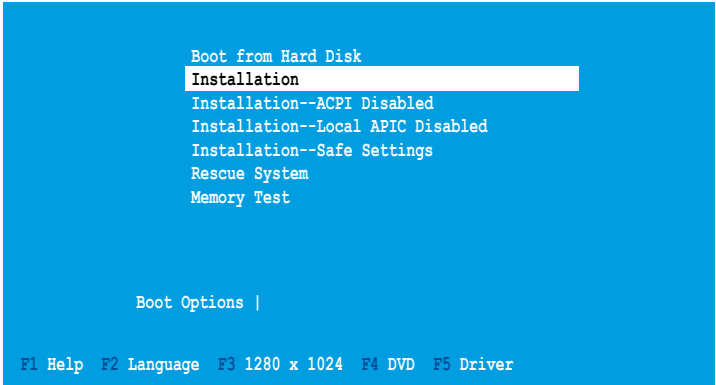 Boot from Hard Disk
Installation
Installation--ACPI Disabled
Installation--Local APIC Disabled
Installation--Safe Settings
Rescue System
Memory Test
Boot Options |
F1 Help F2 Language F3 1280 x 1024 F4 DVD F5 Driver